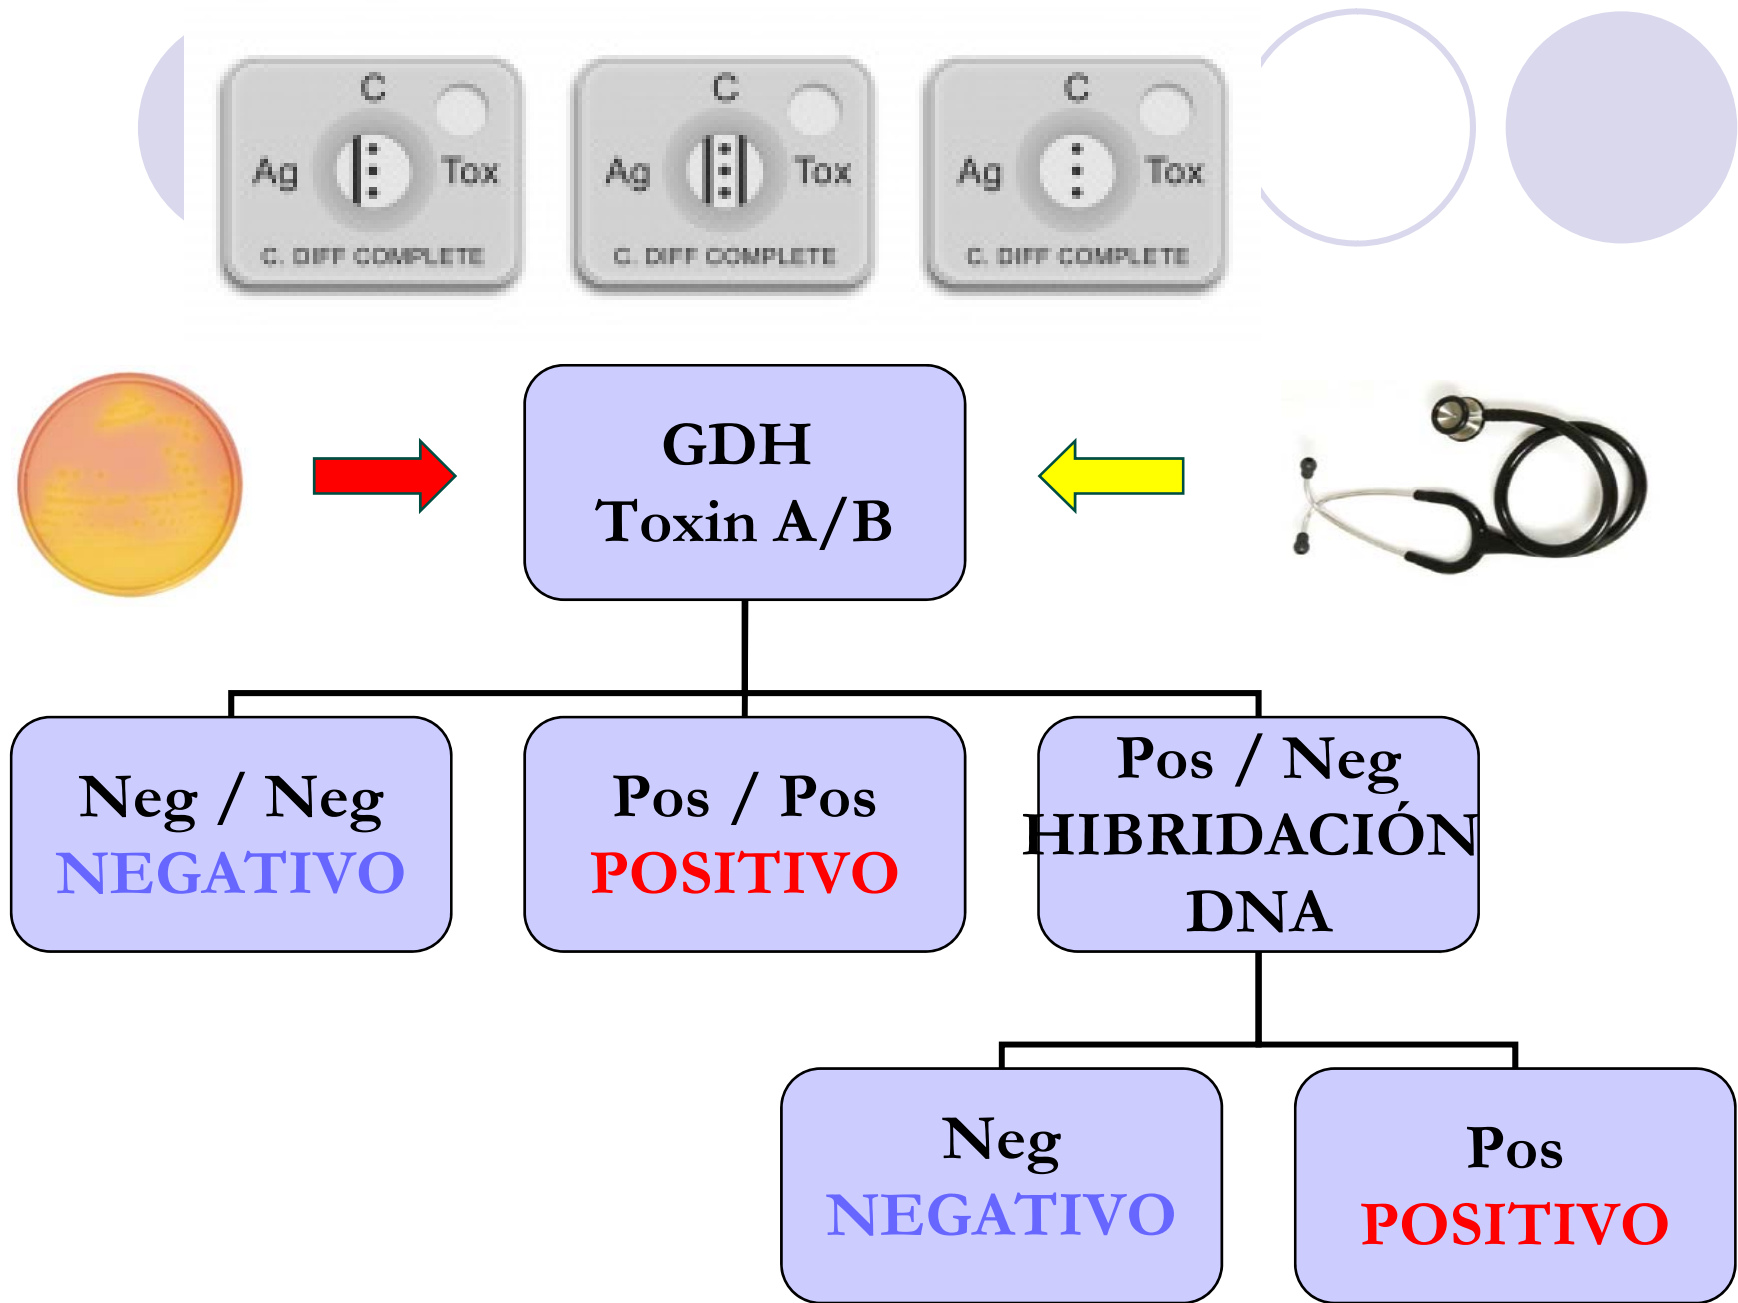 C
Ag
Tox
C. DIFF COMPLETE
C
Ag
Tox
C. DIFF COMPLETE
C
Ag
Tox
C. DIFF COMPLETE
GDH
Toxin A/B
Neg / Neg
NEGATIVO
Pos / Pos
POSITIVO
Pos / Neg
HIBRIDACIÓN
DNA
Neg
NEGATIVO
Pos
POSITIVO